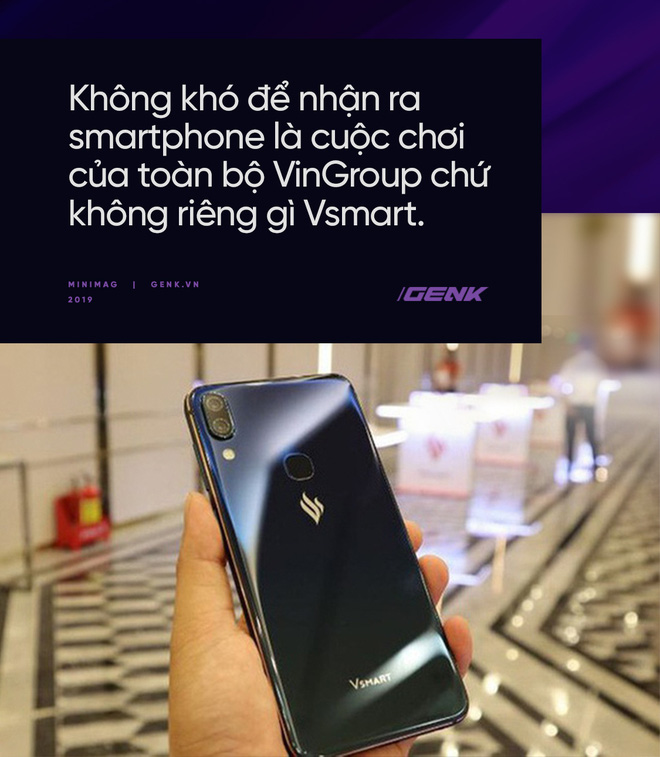 Không khó để nhận ra
smartphone là cuộc chơi
của toàn bộ VinGroup chứ
không riêng gì Vsmart.
MINIMAG | GENK.VN
2019
/GENK
VSMART